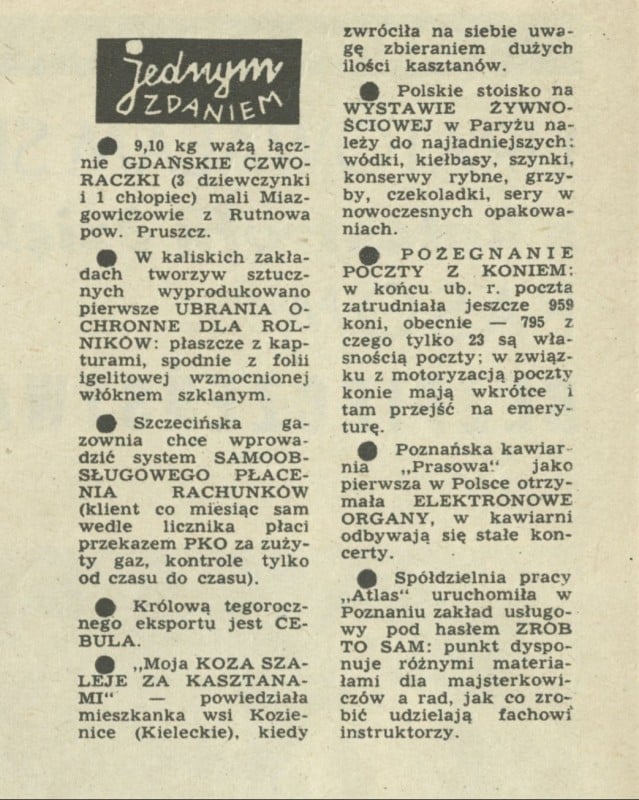 jednym
ZDANIEM
● 9,10 kg ważą łącz-
nie GDAŃSKIE CZWO-
RACZKI (3 dziewczynki
i 1 chłopiec) mali Miaz-
gowiczowie z Rutnowa
pow. Pruszcz.
● W kaliskich zakła-
dach tworzyw sztucz-
nych wyprodukowano
pierwsze UBRANIA O-
CHRONNE DLA ROL-
NIKÓW: płaszcze z kap-
turami, spodnie z folii
igelitowej wzmocnionej
włóknem szklanym.
● Szczecińska ga-
zownia chce wprowa-
dzić system SAMOOB-
SŁUGOWEGO PŁACE-
NIA RACHUNKÓW
(klient co miesiąc sam
wedle licznika płaci
przekazem PKO za zuży-
ty gaz, kontrole tylko
od czasu do czasu).
● Królową tegorocz-
nego eksportu jest CE-
BULA.
● „Moja KOZA SZA-
LEJE ZA KASZTANA-
MI" — powiedziała
mieszkanka wsi Kozie-
nice (Kieleckie), kiedy
zwróciła na siebie uwa-
gę zbieraniem dużych
ilości kasztanów.
● Polskie stoisko na
WYSTAWIE ŻYWNO-
ŚCIOWEJ w Paryżu na-
leży do najładniejszych:
wódki, kiełbasy, szynki,
konserwy rybne, grzy-
by, czekoladki, sery w
nowoczesnych opakowa-
niach.
● POŻEGNANIE
POCZTY Z KONIEM:
w końcu ub. r. poczta
zatrudniała jeszcze 959
koni, obecnie — 795 z
czego tylko 23 są wła-
snością poczty; w związ-
ku z motoryzacją poczty
konie mają wkrótce i
tam przejść na emery-
turę.
● Poznańska kawiar-
nia „Prasowa" jako
pierwsza w Polsce otrzy-
mała ELEKTRONOWE
ORGANY, w kawiarni
odbywają się stałe kon-
certy.
● Spółdzielnia pracy
„Atlas" uruchomiła w
Poznaniu zakład usługo-
wy pod hasłem ZRÓB
TO SAM: punkt dyspo-
nuje różnymi materia-
łami dla majsterkowi-
czów a rad, jak co zro-
bić udzielają fachowi
instruktorzy.